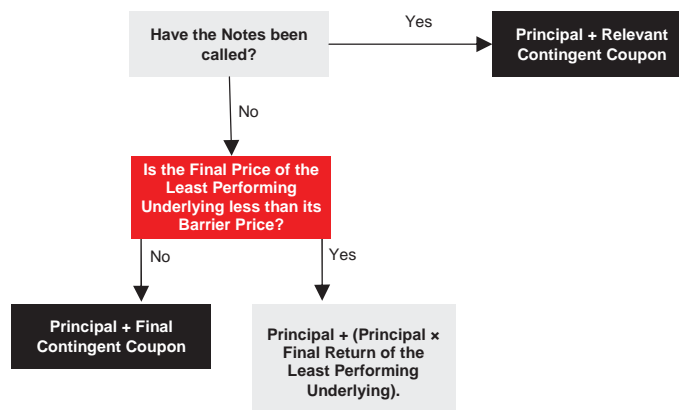 Have the Notes been
called?
Yes
Principal + Relevant
Contingent Coupon
No
Is the Final Price of the
Least Performing
Underlying less than its
Barrier Price?
No
Yes
Principal + Final
Contingent Coupon
Principal + (Principal ×
Final Return of the
Least Performing
Underlying).